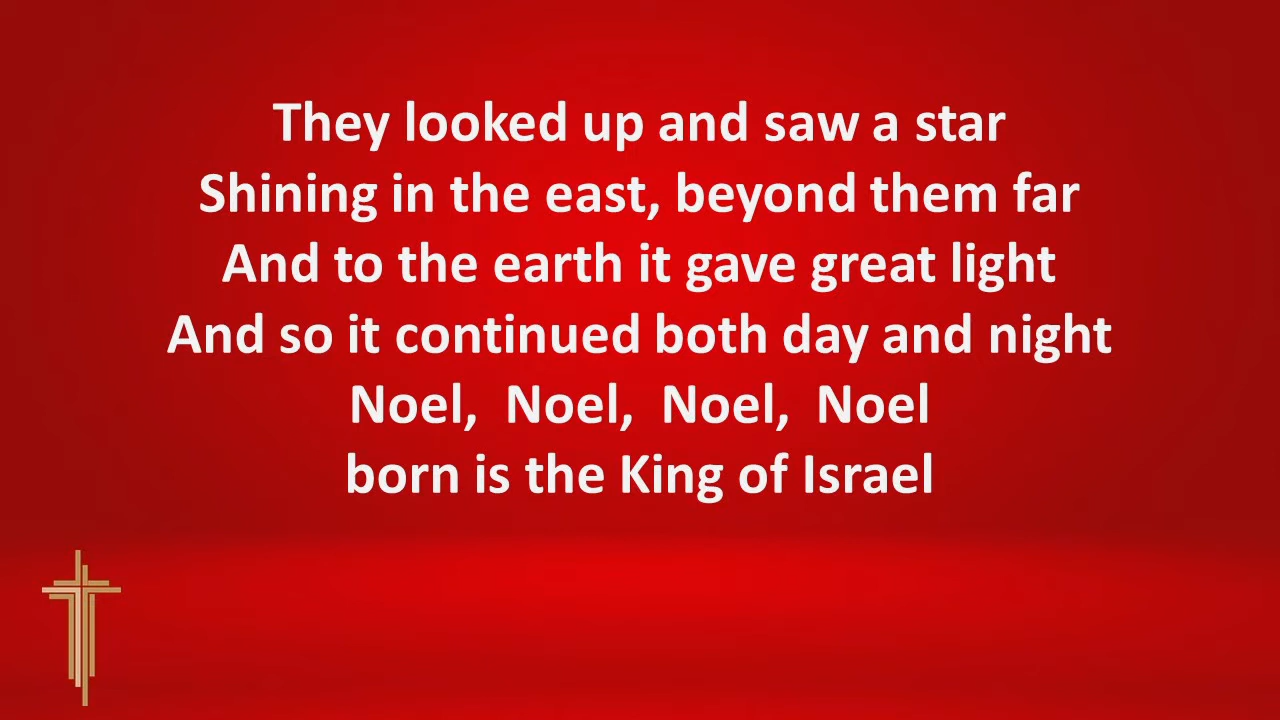 They looked up and saw a star
Shining in the east, beyond them far
And to the earth it gave great light
And so it continued both day and night
Noel,  Noel,  Noel,  Noel
born is the King of Israel